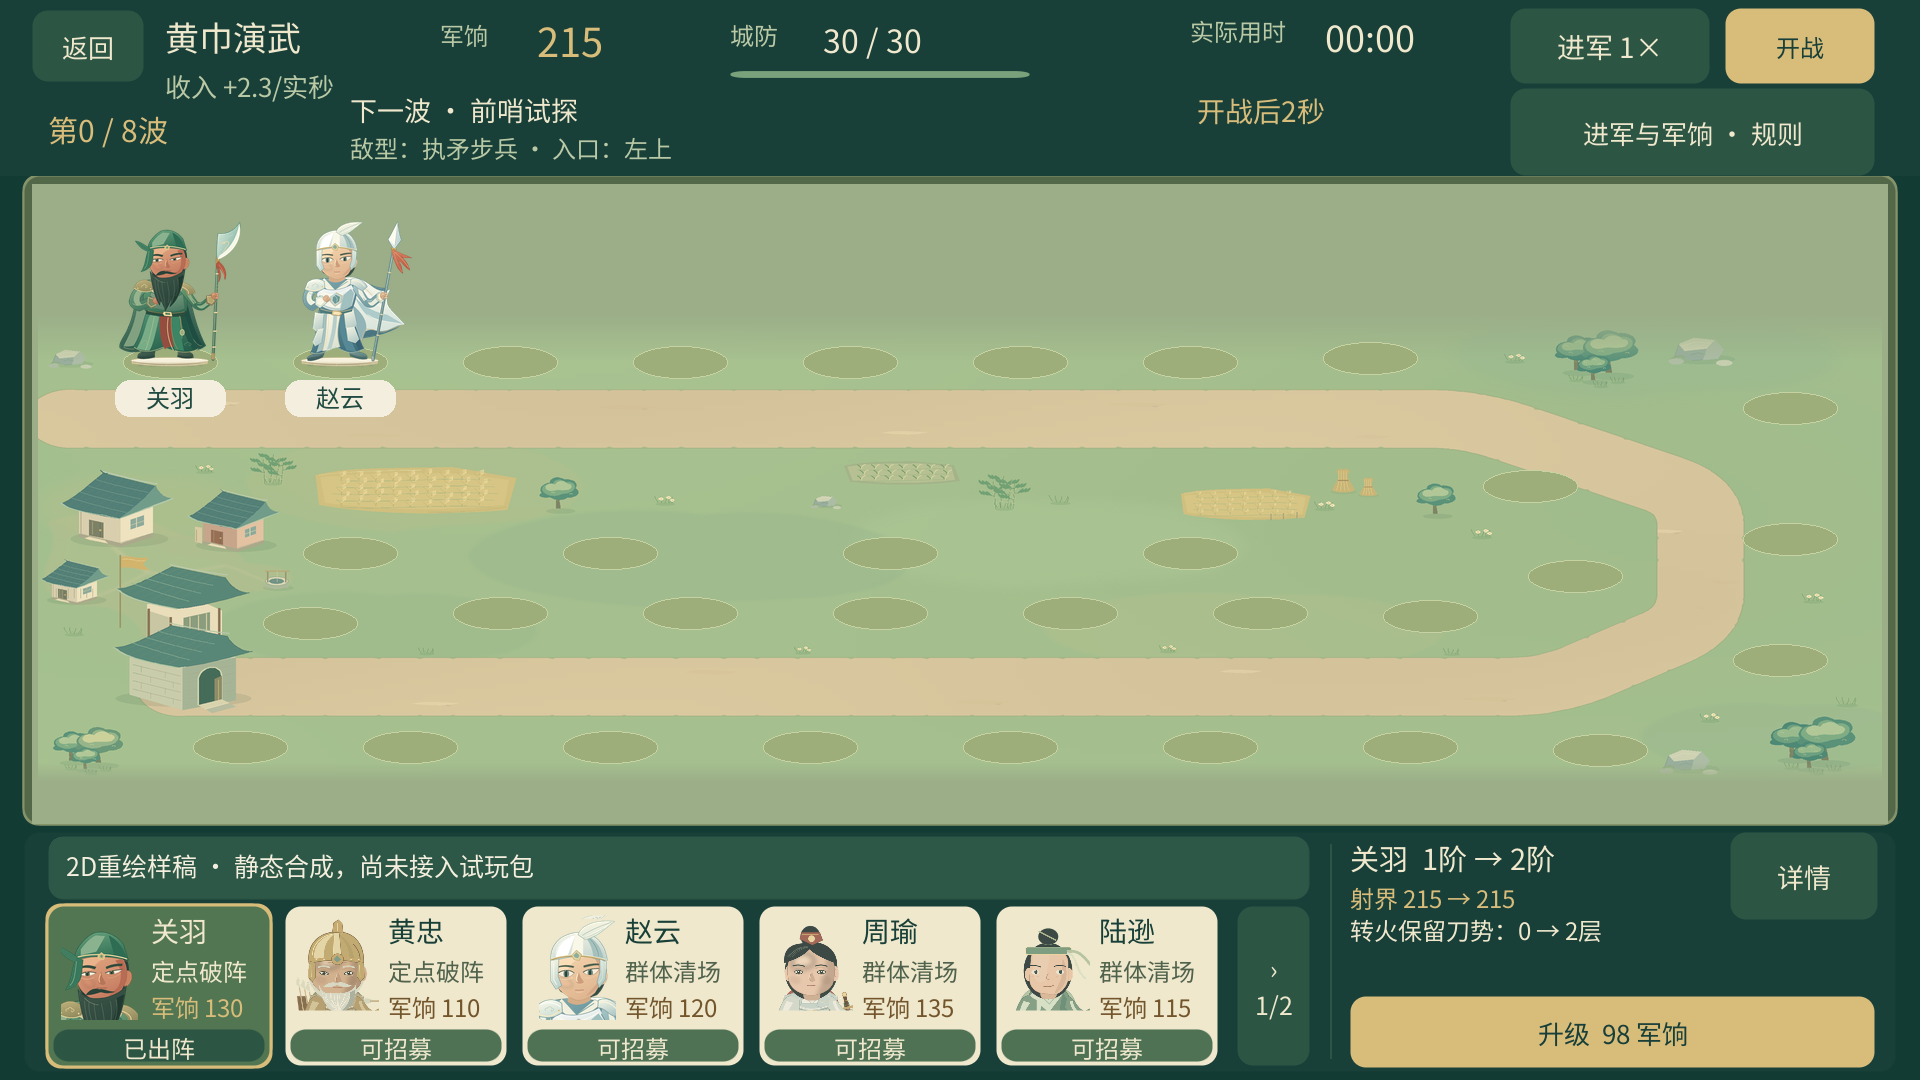 返回
黄巾演武
收入 +2.3/实秒
军饷 215
城防 30 / 30
实际用时 00:00
进军 1×
开战
第0 / 8波
下一波 · 前哨试探
敌型：执矛步兵 · 入口：左上
开战后2秒
进军与军饷 · 规则
关羽
赵云
2D重绘样稿 · 静态合成，尚未接入试玩包
关羽
定点破阵
军饷 130
已出阵
黄忠
定点破阵
军饷 110
可招募
赵云
群体清场
军饷 120
可招募
周瑜
群体清场
军饷 135
可招募
陆逊
群体清场
军饷 115
可招募
›
1/2
关羽 1阶 → 2阶
射界 215 → 215
转火保留刀势：0 → 2层
详情
升级 98 军饷